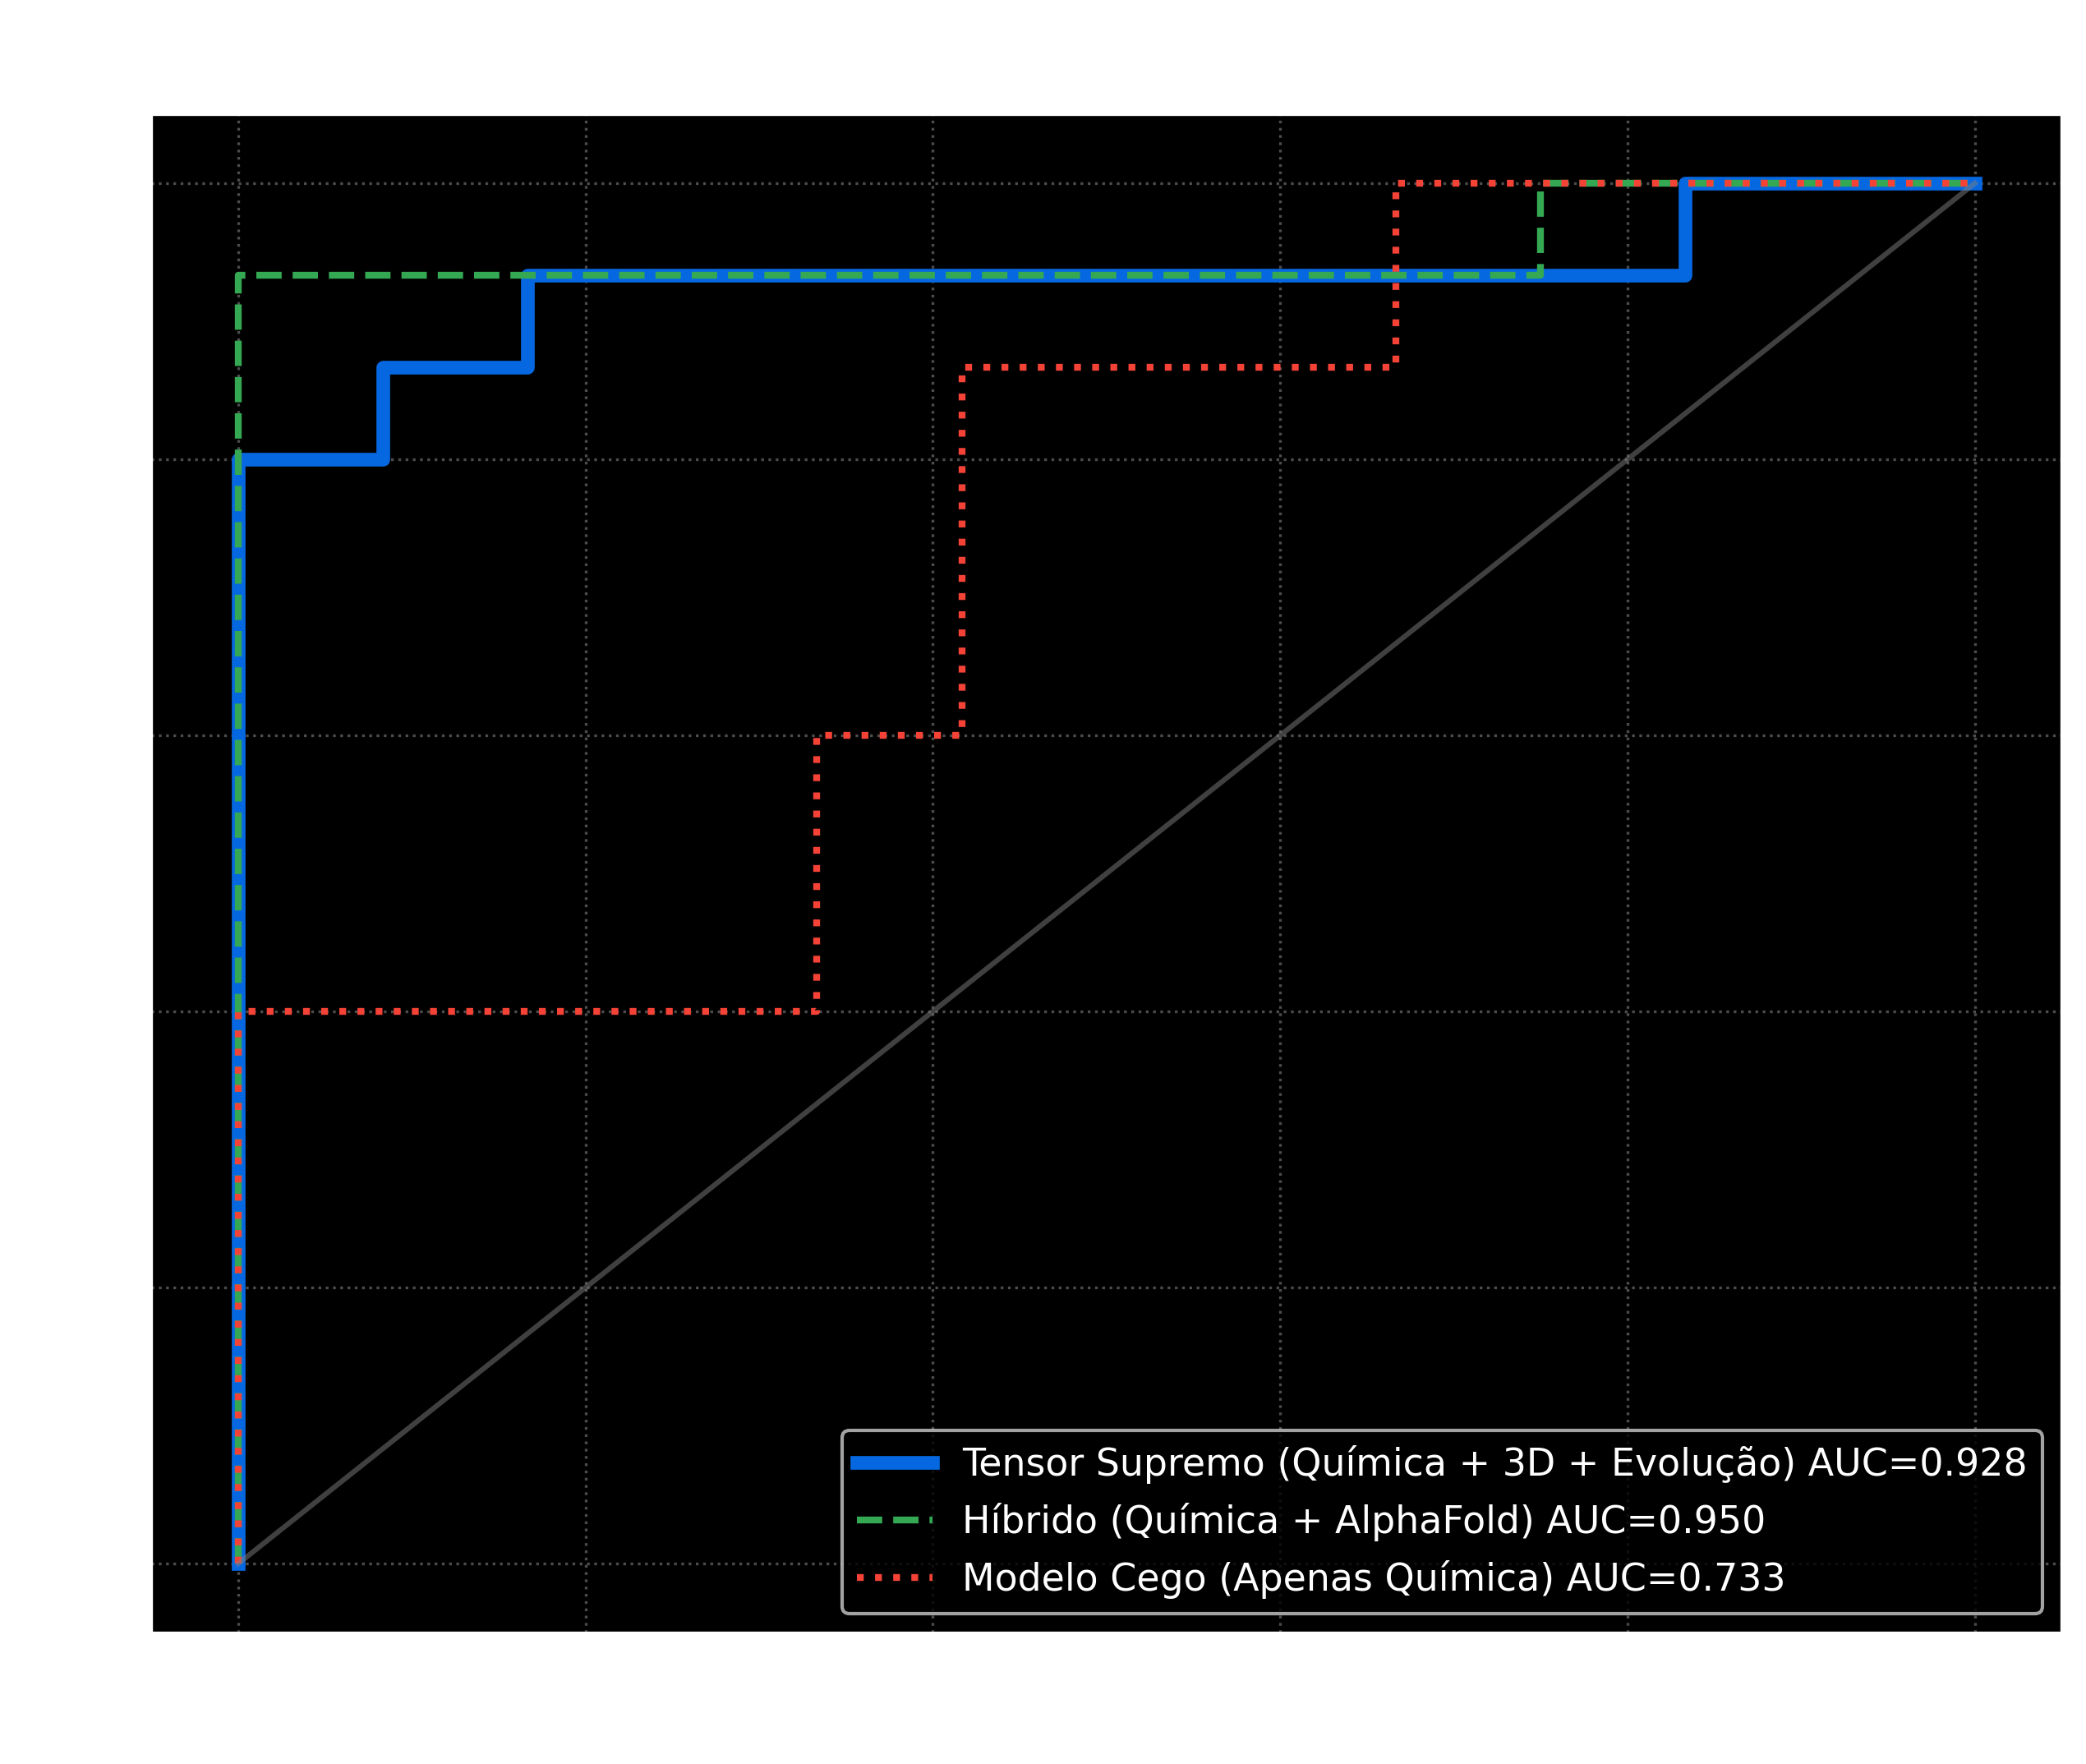 Tensor Supremo (Química + 3D + Evolução) AUC=0.928
Híbrido (Química + AlphaFold) AUC=0.950
Modelo Cego (Apenas Química) AUC=0.733